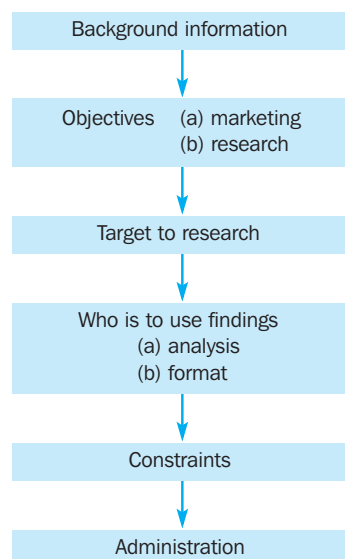 Background information
Objectives (a) marketing
(b) research
Target to research
Who is to use findings
(a) analysis
(b) format
Constraints
Administration